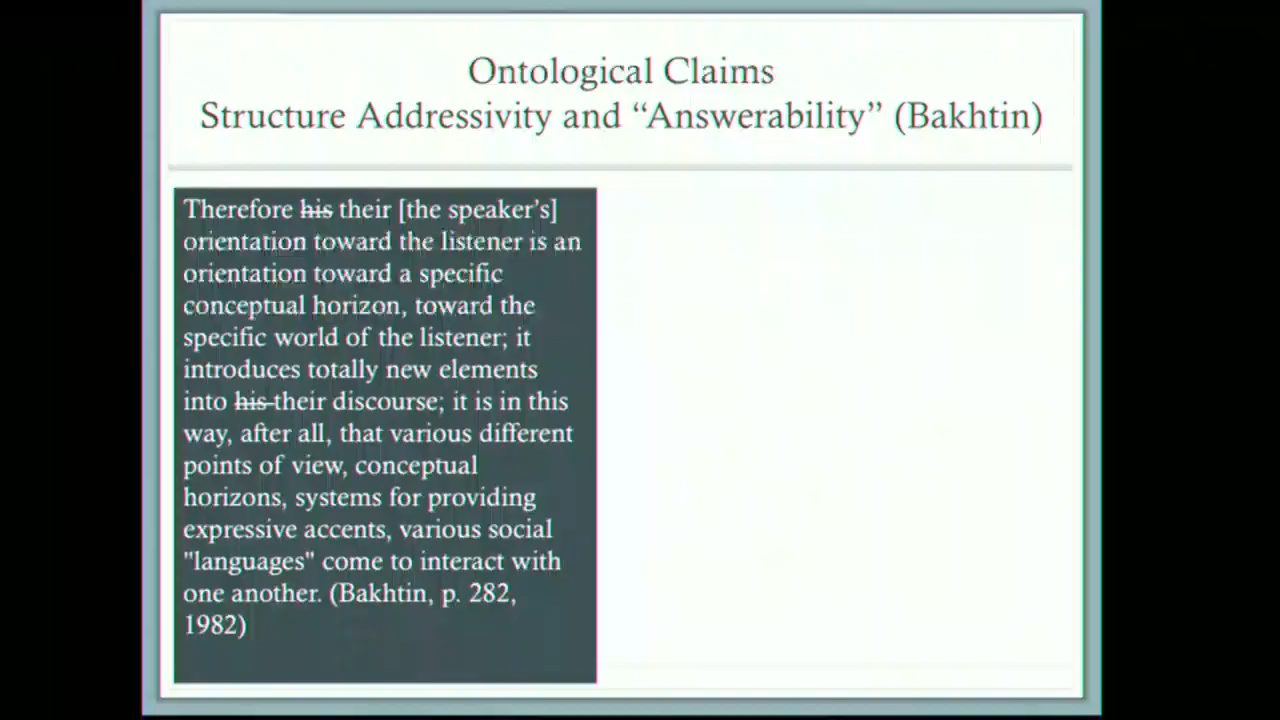 Ontological Claims
Structure Addressivity and “Answerability” (Bakhtin)
Therefore his their [the speaker’s]
orientation toward the listener is an
orientation toward a specific
conceptual horizon, toward the
specific world of the listener; it
introduces totally new elements
into his their discourse; it is in this
way, after all, that various different
points of view, conceptual
horizons, systems for providing
expressive accents, various social
"languages" come to interact with
one another. (Bakhtin, p. 282,
1982)